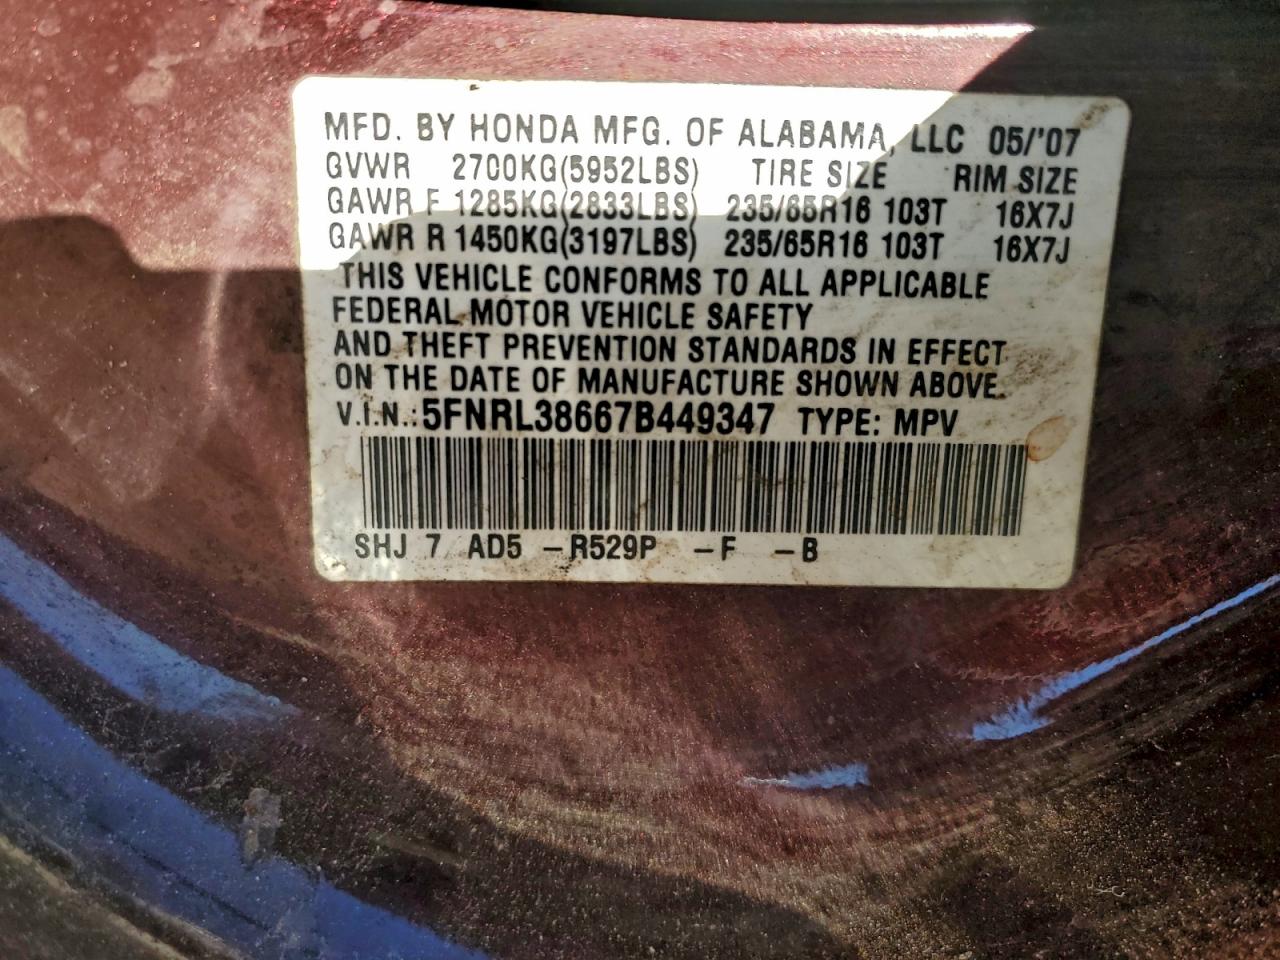 MFD. BY HONDA MFG. OF ALABAMA, LLC 05/'07
GVWR 2700KG(5952LBS) TIRE SIZE RIM SIZE
GAWR F 1285KG(2833LBS) 235/65R16 103T 16X7J
GAWR R 1450KG(3197LBS) 235/65R16 103T 16X7J
THIS VEHICLE CONFORMS TO ALL APPLICABLE
FEDERAL MOTOR VEHICLE SAFETY
AND THEFT PREVENTION STANDARDS IN EFFECT
ON THE DATE OF MANUFACTURE SHOWN ABOVE.
V.I.N.: 5FNRL38667B449347 TYPE: MPV
SHJ 7 AD5 -R529P -F -B